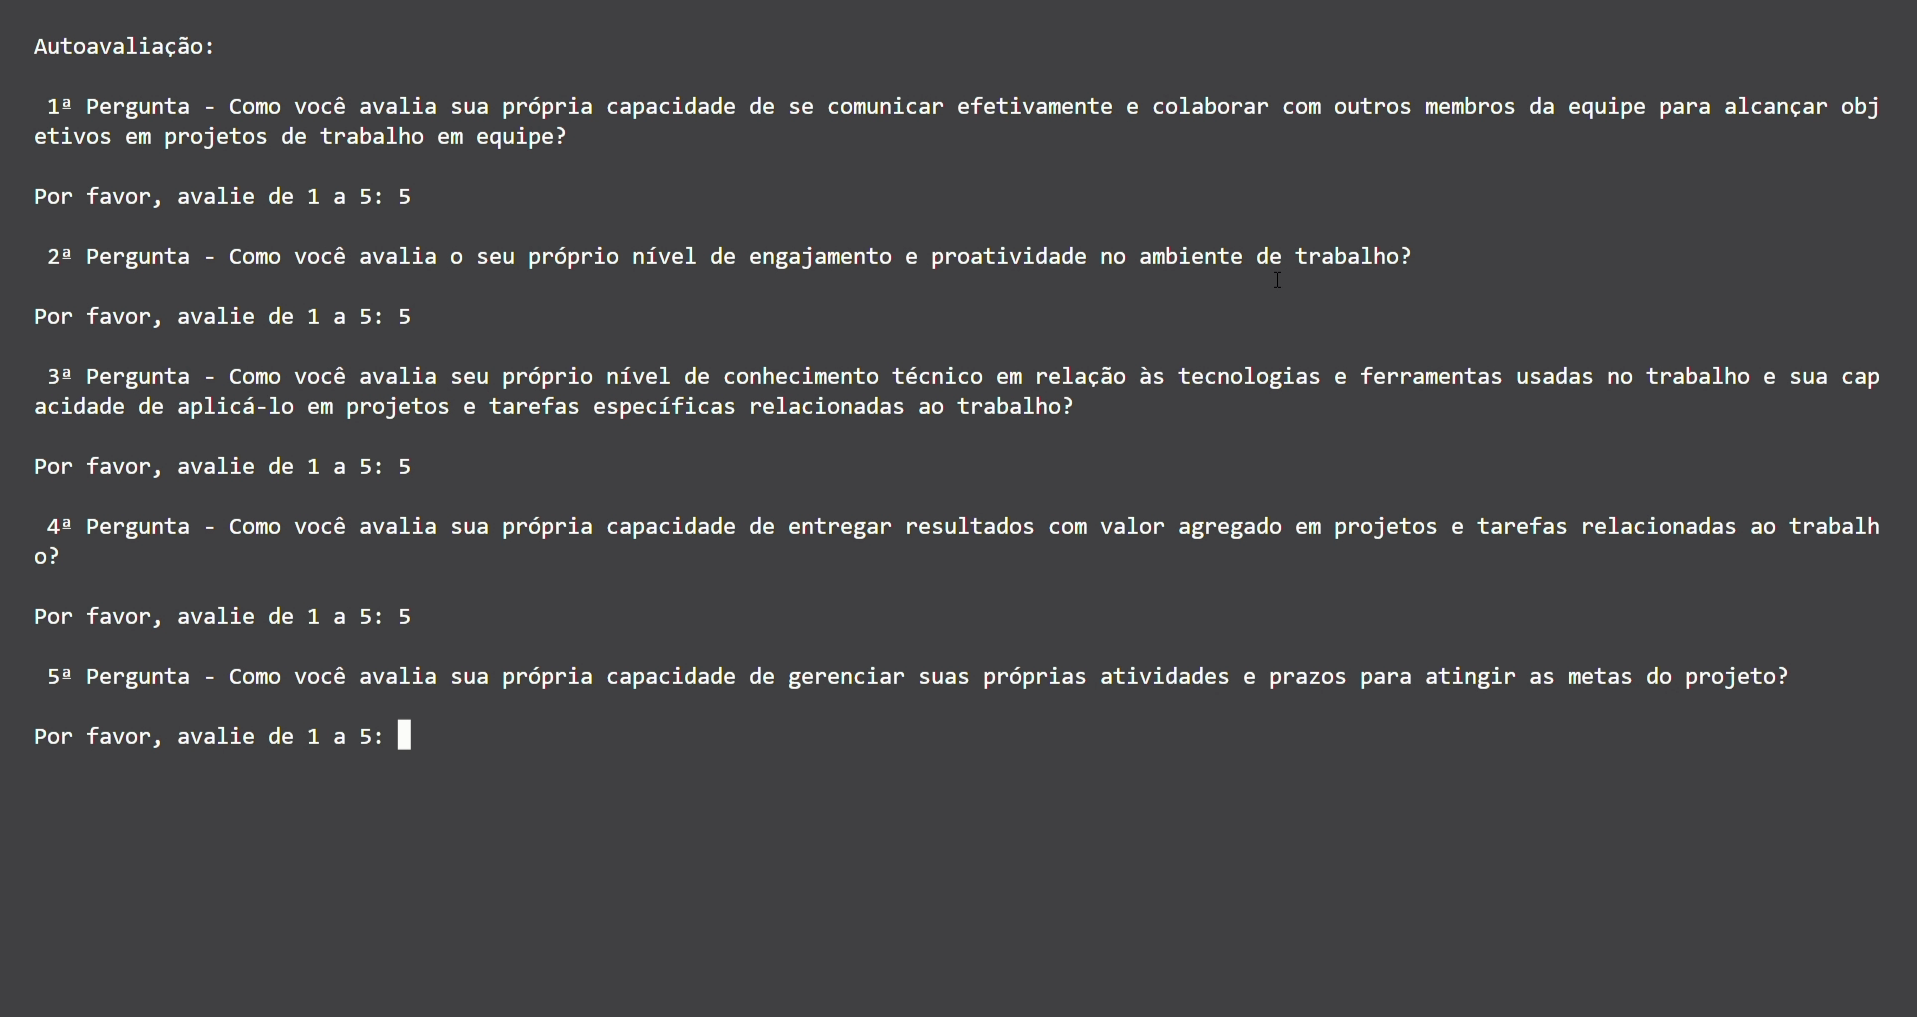 Autoavaliação:
1ª Pergunta - Como você avalia sua própria capacidade de se comunicar efetivamente e colaborar com outros membros da equipe para alcançar obj
etivos em projetos de trabalho em equipe?
Por favor, avalie de 1 a 5: 5
2ª Pergunta - Como você avalia o seu próprio nível de engajamento e proatividade no ambiente de trabalho?
Por favor, avalie de 1 a 5: 5
3ª Pergunta - Como você avalia seu próprio nível de conhecimento técnico em relação às tecnologias e ferramentas usadas no trabalho e sua cap
acidade de aplicá-lo em projetos e tarefas específicas relacionadas ao trabalho?
Por favor, avalie de 1 a 5: 5
4ª Pergunta - Como você avalia sua própria capacidade de entregar resultados com valor agregado em projetos e tarefas relacionadas ao trabalh
o?
Por favor, avalie de 1 a 5: 5
5ª Pergunta - Como você avalia sua própria capacidade de gerenciar suas próprias atividades e prazos para atingir as metas do projeto?
Por favor, avalie de 1 a 5: